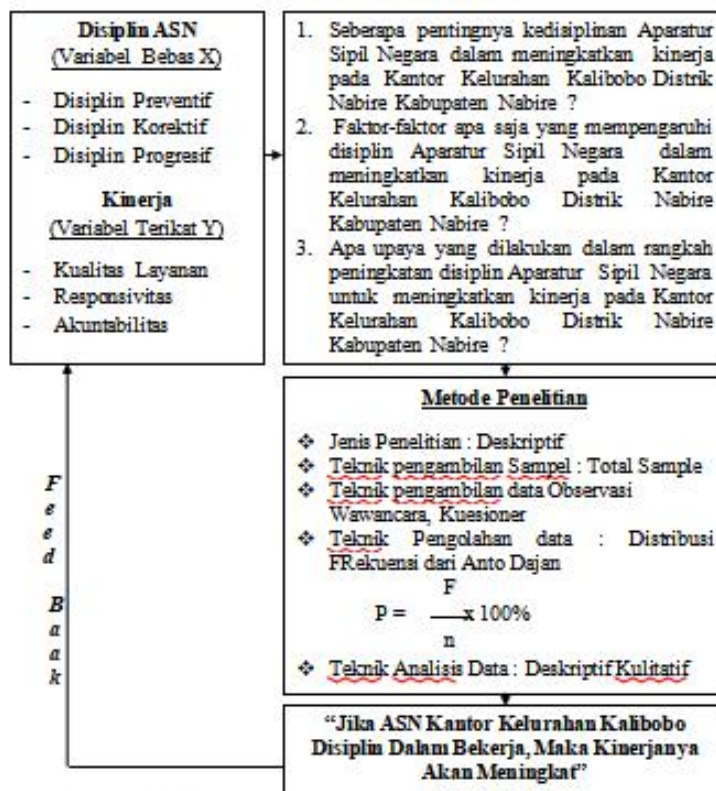 Disiplin ASN
(Variabel Bebas X)
- Disiplin Preventif
- Disiplin Korektif
- Disiplin Progresif
Kinerja
(Variabel Terikat Y)
- Kualitas Layanan
- Responsivitas
- Akuntabilitas
1. Seberapa pentingnya kedisiplinan Aparatur
Sipil Negara dalam meningkatkan kinerja
pada Kantor Kelurahan Kalibobo Distrik
Nabire Kabupaten Nabire ?
2. Faktor-faktor apa saja yang mempengaruhi
disiplin Aparatur Sipil Negara dalam
meningkatkan kinerja pada Kantor
Kelurahan Kalibobo Distrik Nabire
Kabupaten Nabire ?
3. Apa upaya yang dilakukan dalam rangkah
peningkatan disiplin Aparatur Sipil Negara
untuk meningkatkan kinerja pada Kantor
Kelurahan Kalibobo Distrik Nabire
Kabupaten Nabire ?
Metode Penelitian
❖ Jenis Penelitian : Deskriptif
❖ Teknik pengambilan Sampel : Total Sample
❖ Teknik pengambilan data Observasi
Wawancara, Kuesioner
❖ Teknik Pengolahan data : Distribusi
FRekuensi dari Anto Dajan
F
P = x 100%
n
❖ Teknik Analisis Data : Deskriptif Kulitatif
"Jika ASN Kantor Kelurahan Kalibobo
Disiplin Dalam Bekerja, Maka Kinerjanya
Akan Meningkat"
Feed Baak